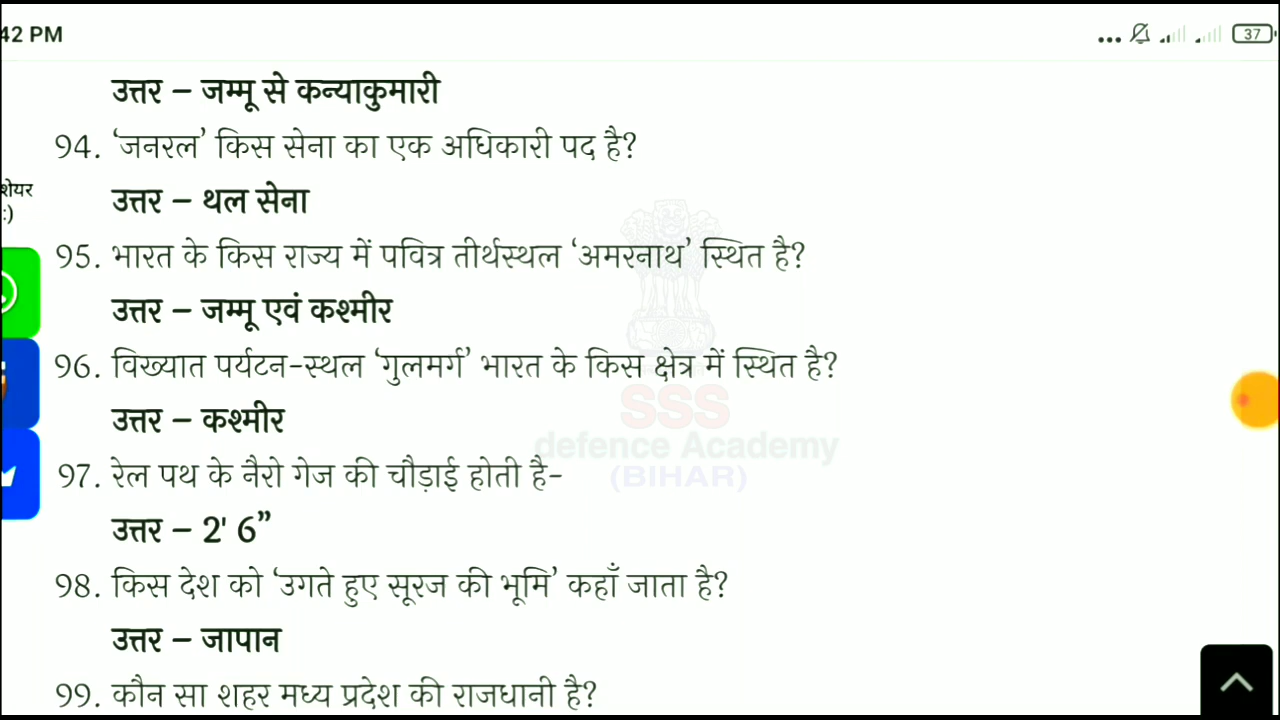 42 PM
37
उत्तर – जम्मू से कन्याकुमारी
94. ‘जनरल’ किस सेना का एक अधिकारी पद है?
शेयर
:)
उत्तर – थल सेना
95. भारत के किस राज्य में पवित्र तीर्थस्थल ‘अमरनाथ’ स्थित है?
उत्तर – जम्मू एवं कश्मीर
96. विख्यात पर्यटन-स्थल ‘गुलमर्ग’ भारत के किस क्षेत्र में स्थित है?
SSS
उत्तर – कश्मीर
defence Academy
97. रेल पथ के नैरो गेज की चौड़ाई होती है-
(BIHAR)
उत्तर – 2' 6”
98. किस देश को ‘उगते हुए सूरज की भूमि’ कहाँ जाता है?
उत्तर – जापान
99. कौन सा शहर मध्य प्रदेश की राजधानी है?